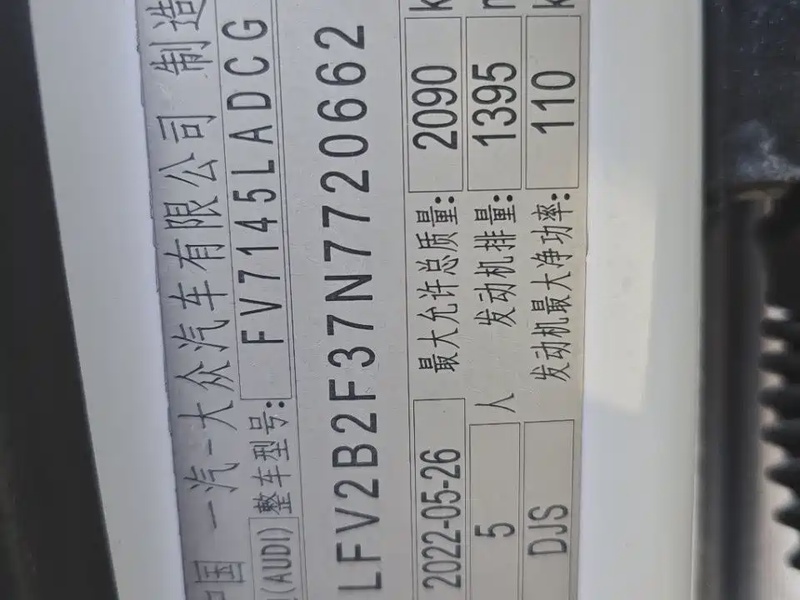 中国 一汽-大众汽车有限公司 制造
(AUDI) 整车型号: FV7145LADCG
LFV2B2F37N7720662
2022-05-26 最大允许总质量: 2090 k
5 人 发动机排量: 1395
DJS 发动机最大净功率: 110 k